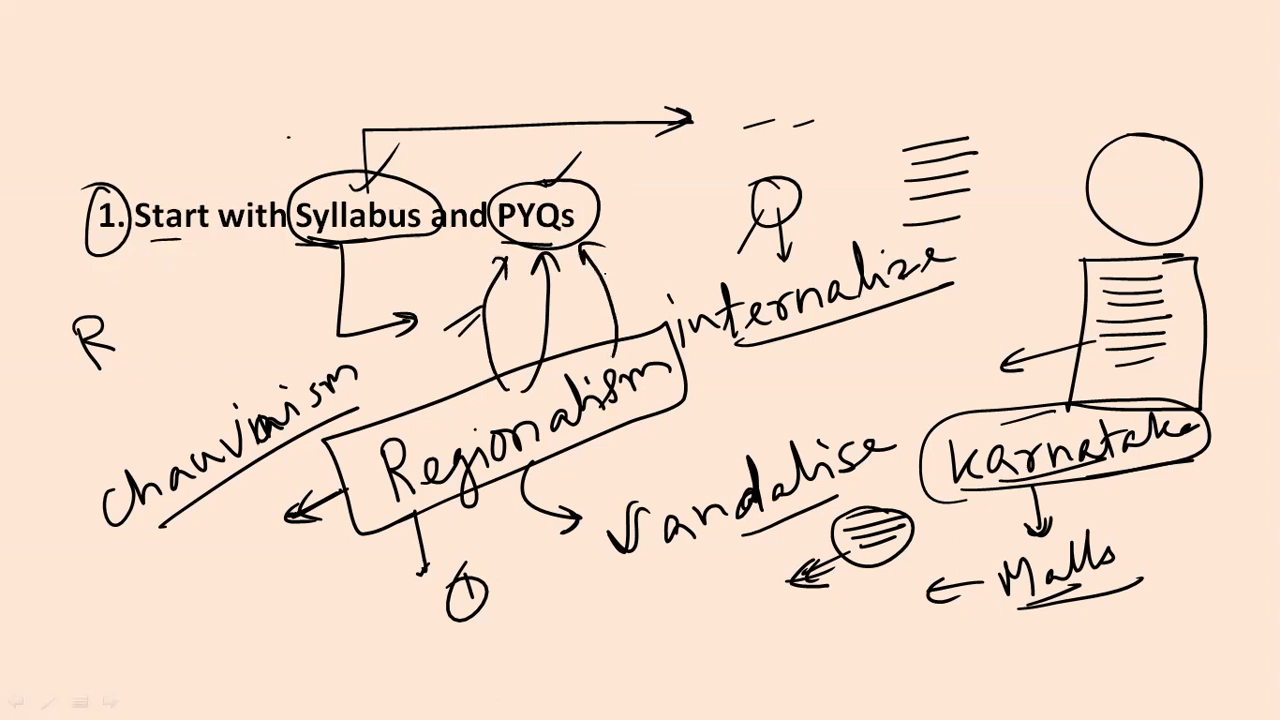 1. Start with Syllabus and PYQs
internalize
R
chauvinism
Regionalism
Vandalise
Karnataka
Malls